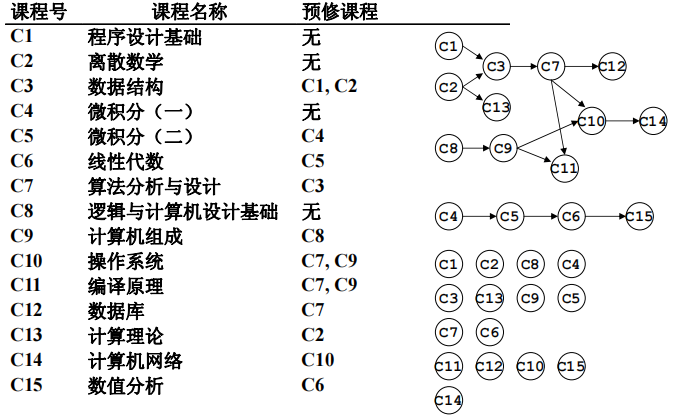 课程号 课程名称 预修课程
C1 程序设计基础 无
C2 离散数学 无
C3 数据结构 C1, C2
C4 微积分（一） 无
C5 微积分（二） C4
C6 线性代数 C5
C7 算法分析与设计 C3
C8 逻辑与计算机设计基础 无
C9 计算机组成 C8
C10 操作系统 C7, C9
C11 编译原理 C7, C9
C12 数据库 C7
C13 计算理论 C2
C14 计算机网络 C10
C15 数值分析 C6
C1
C3 C7 C12
C2
C13
C10 C14
C8 C9
C11
C4 C5 C6 C15
C1 C2 C8 C4
C3 C13 C9 C5
C7 C6
C11 C12 C10 C15
C14